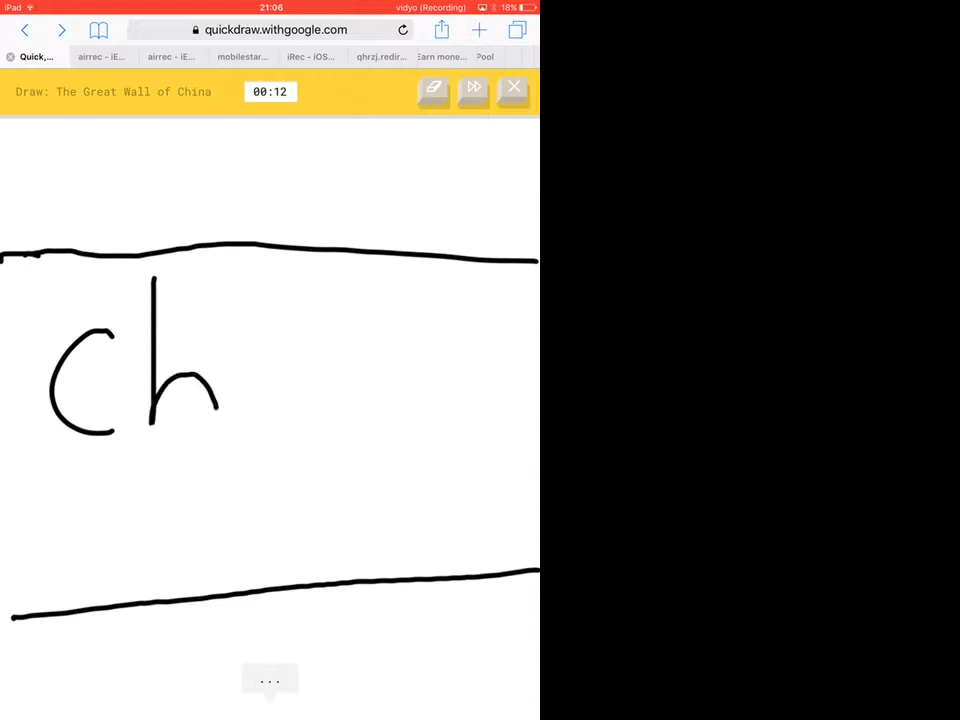 iPad 21:06 vidyo (Recording) 18%
quickdraw.withgoogle.com
Quick,... airrec - iE... airrec - iE... mobilestar... iRec - iOS... qhrzj.redir... Earn mone... Pool
Draw: The Great Wall of China 00:12
Ch
...